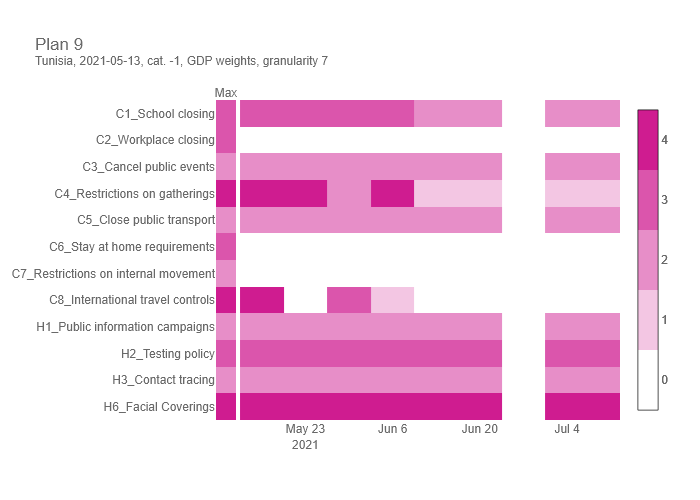 Plan 9
Tunisia, 2021-05-13, cat. -1, GDP weights, granularity 7
Max
C1_School closing
C2_Workplace closing
C3_Cancel public events
C4_Restrictions on gatherings
C5_Close public transport
C6_Stay at home requirements
C7_Restrictions on internal movement
C8_International travel controls
H1_Public information campaigns
H2_Testing policy
H3_Contact tracing
H6_Facial Coverings
May 23
2021
Jun 6
Jun 20
Jul 4
4
3
2
1
0